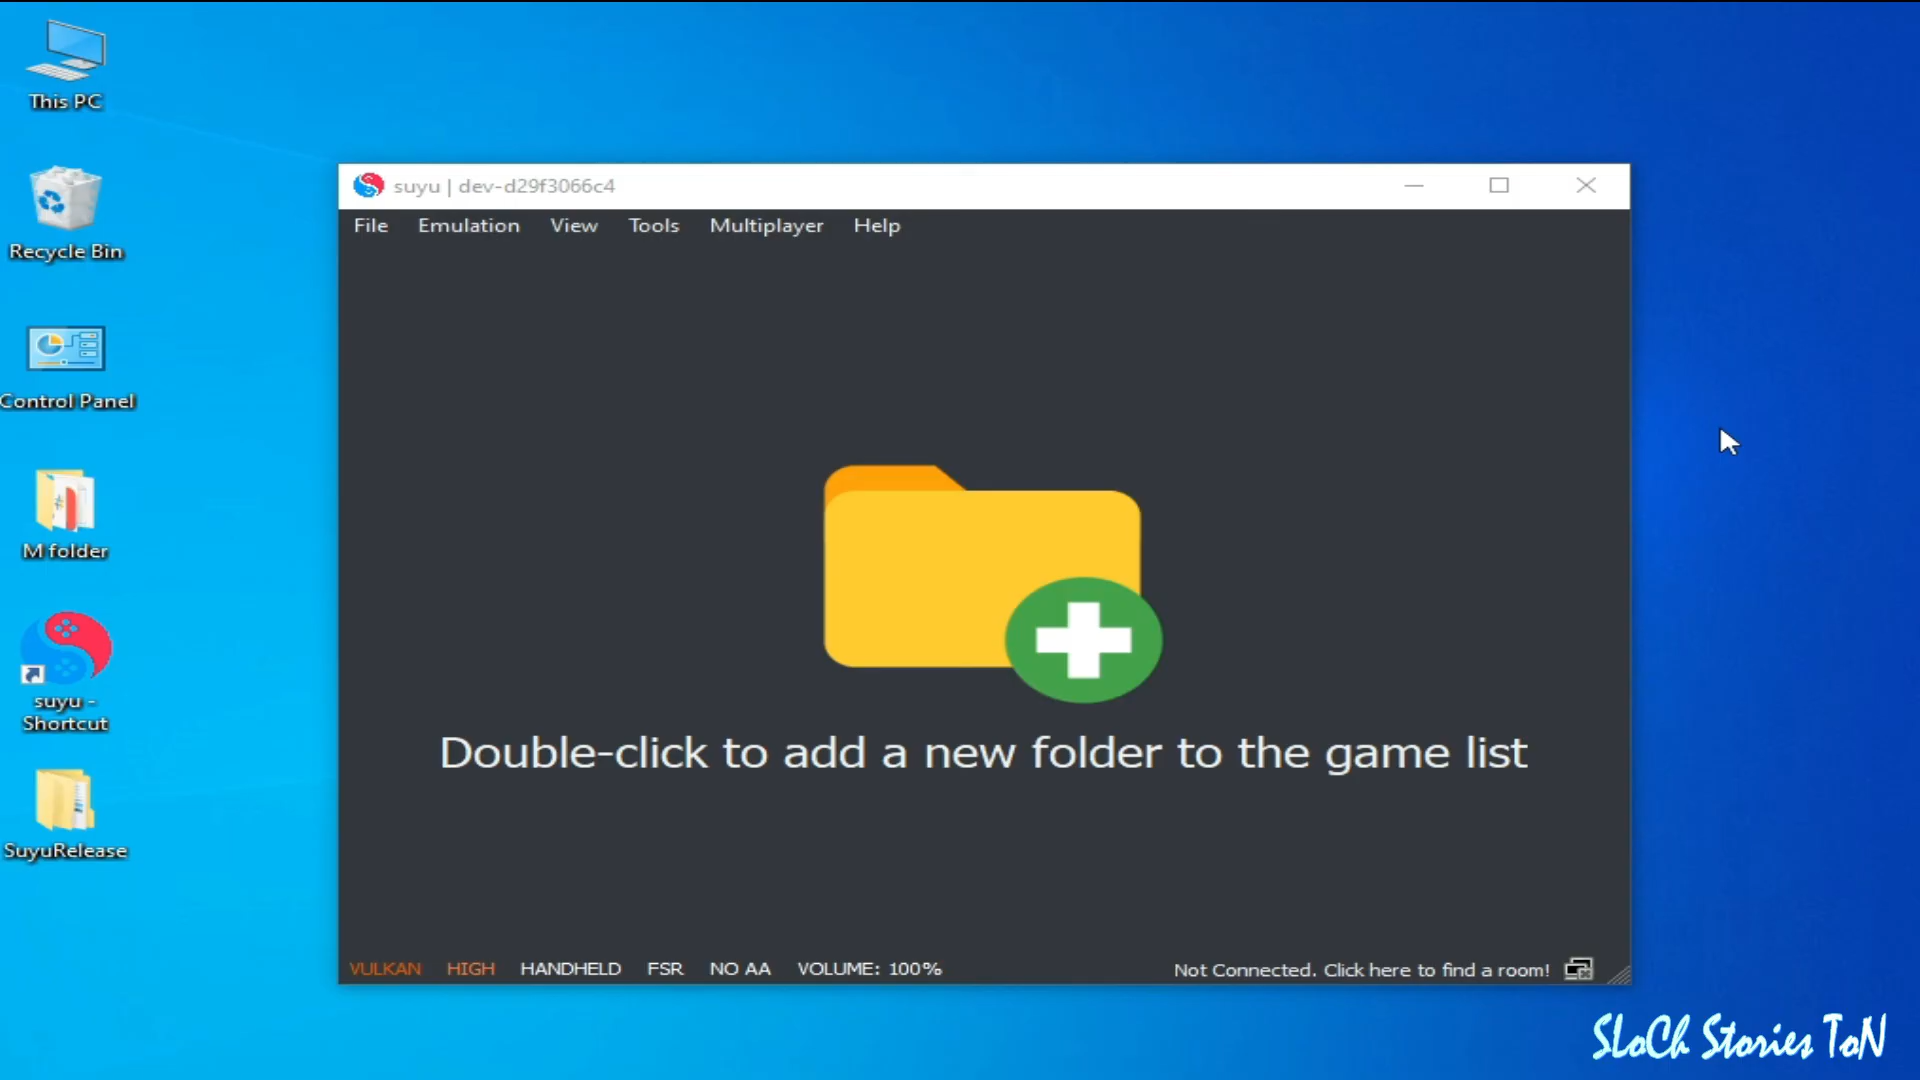 This PC
Recycle Bin
Control Panel
M folder
suyu -
Shortcut
SuyuRelease
suyu | dev-d29f3066c4
File Emulation View Tools Multiplayer Help
Double-click to add a new folder to the game list
VULKAN HIGH HANDHELD FSR NO AA VOLUME: 100% Not Connected. Click here to find a room!
SLoCh Stories ToN